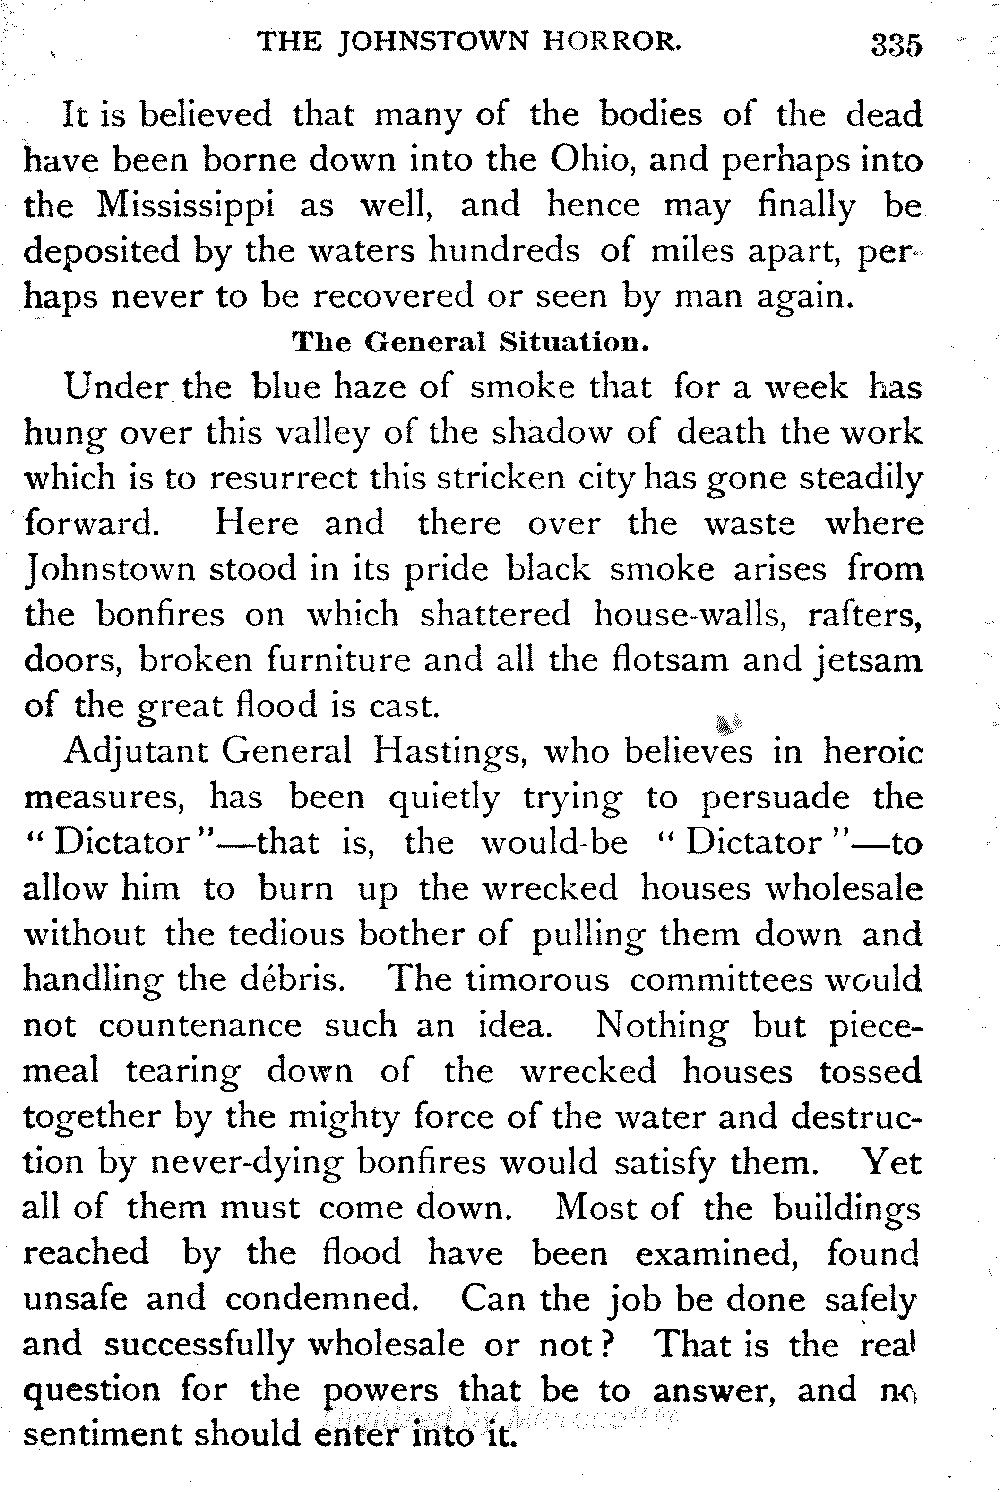 THE JOHNSTOWN HORROR. 335
It is believed that many of the bodies of the dead
have been borne down into the Ohio, and perhaps into
the Mississippi as well, and hence may finally be
deposited by the waters hundreds of miles apart, per-
haps never to be recovered or seen by man again.
The General Situation.
Under the blue haze of smoke that for a week has
hung over this valley of the shadow of death the work
which is to resurrect this stricken city has gone steadily
forward. Here and there over the waste where
Johnstown stood in its pride black smoke arises from
the bonfires on which shattered house-walls, rafters,
doors, broken furniture and all the flotsam and jetsam
of the great flood is cast.
Adjutant General Hastings, who believes in heroic
measures, has been quietly trying to persuade the
“ Dictator ”—that is, the would-be “ Dictator ”—to
allow him to burn up the wrecked houses wholesale
without the tedious bother of pulling them down and
handling the débris. The timorous committees would
not countenance such an idea. Nothing but piece-
meal tearing down of the wrecked houses tossed
together by the mighty force of the water and destruc-
tion by never-dying bonfires would satisfy them. Yet
all of them must come down. Most of the buildings
reached by the flood have been examined, found
unsafe and condemned. Can the job be done safely
and successfully wholesale or not? That is the real
question for the powers that be to answer, and no
sentiment should enter into it.
Digitized by Microsoft®